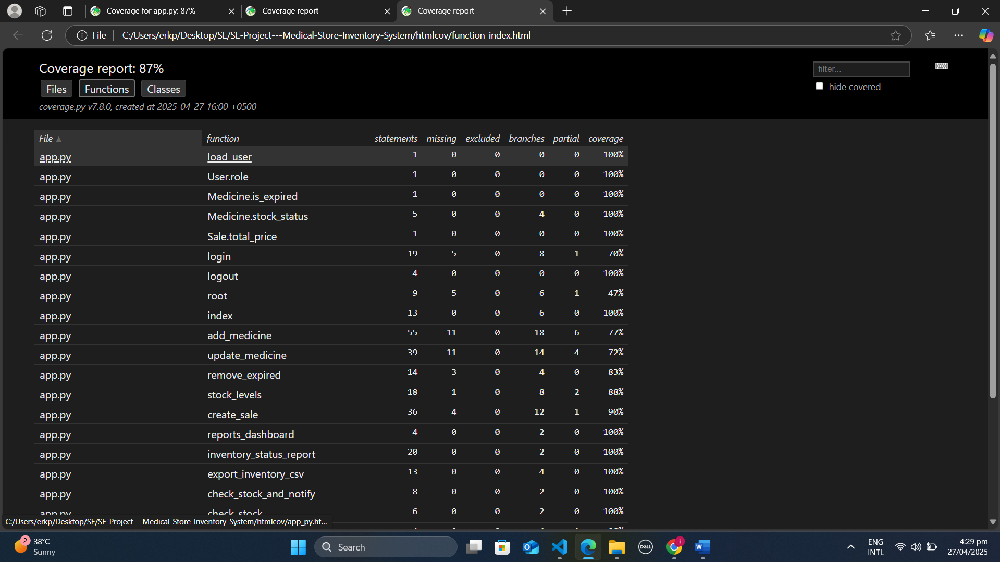 Coverage for app.py: 87%
Coverage report
Coverage report
File
C:/Users/erkp/Desktop/SE/SE-Project---Medical-Store-Inventory-System/htmlcov/function_index.html
Coverage report: 87%
filter...
Files Functions Classes
hide covered
coverage.py v7.8.0, created at 2025-04-27 16:00 +0500
File ▲ function statements missing excluded branches partial coverage
app.py load_user 1 0 0 0 0 100%
app.py User.role 1 0 0 0 0 100%
app.py Medicine.is_expired 1 0 0 0 0 100%
app.py Medicine.stock_status 5 0 0 4 0 100%
app.py Sale.total_price 1 0 0 0 0 100%
app.py login 19 5 0 8 1 70%
app.py logout 4 0 0 0 0 100%
app.py root 9 5 0 6 1 47%
app.py index 13 0 0 6 0 100%
app.py add_medicine 55 11 0 18 6 77%
app.py update_medicine 39 11 0 14 4 72%
app.py remove_expired 14 3 0 4 0 83%
app.py stock_levels 18 1 0 8 2 88%
app.py create_sale 36 4 0 12 1 90%
app.py reports_dashboard 4 0 0 2 0 100%
app.py inventory_status_report 20 0 0 2 0 100%
app.py export_inventory_csv 13 0 0 4 0 100%
app.py check_stock_and_notify 8 0 0 2 0 100%
app.py check_stock 6 0 0 2 0 100%
C:/Users/erkp/Desktop/SE/SE-Project---Medical-Store-Inventory-System/htmlcov/app_py.ht...
2
38°C
Sunny
Search
DELL
i
ENG
INTL
4:29 pm
27/04/2025